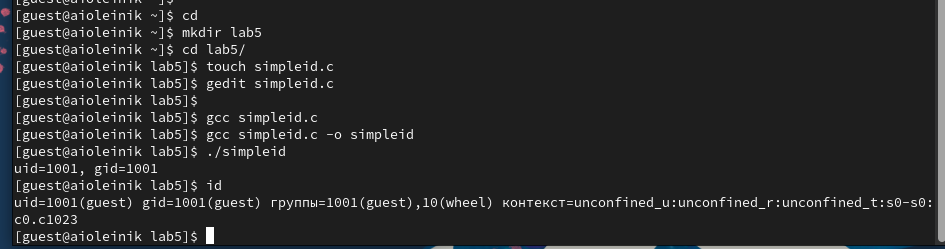 [guest@aioleinik ~]$ cd
[guest@aioleinik ~]$ mkdir lab5
[guest@aioleinik ~]$ cd lab5/
[guest@aioleinik lab5]$ touch simpleid.c
[guest@aioleinik lab5]$ gedit simpleid.c
[guest@aioleinik lab5]$
[guest@aioleinik lab5]$ gcc simpleid.c
[guest@aioleinik lab5]$ gcc simpleid.c -o simpleid
[guest@aioleinik lab5]$ ./simpleid
uid=1001, gid=1001
[guest@aioleinik lab5]$ id
uid=1001(guest) gid=1001(guest) группы=1001(guest),10(wheel) контекст=unconfined_u:unconfined_r:unconfined_t:s0-s0:
c0.c1023
[guest@aioleinik lab5]$